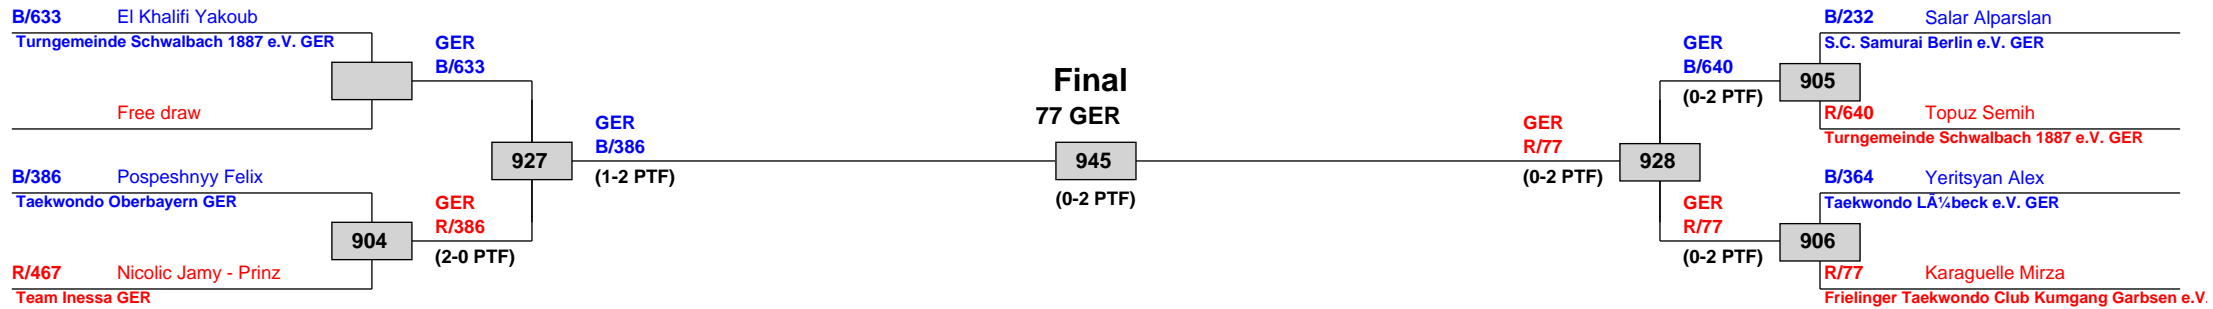 B/633 El Khalifi Yakoub
Turngemeinde Schwalbach 1887 e.V. GER
Free draw
GER
B/633
B/386 Pospeshnyy Felix
Taekwondo Oberbayern GER
904
R/467 Nicolic Jamy - Prinz
Team Inessa GER
GER
R/386
(2-0 PTF)
927
GER
B/386
(1-2 PTF)
Final
77 GER
945
(0-2 PTF)
GER
R/77
(0-2 PTF)
928
GER
B/640
(0-2 PTF)
GER
R/77
(0-2 PTF)
B/232 Salar Alparslan
S.C. Samurai Berlin e.V. GER
905
R/640 Topuz Semih
Turngemeinde Schwalbach 1887 e.V. GER
B/364 Yeritsyan Alex
Taekwondo LÃ¼beck e.V. GER
906
R/77 Karaguelle Mirza
Frielinger Taekwondo Club Kumgang Garbsen e.V.